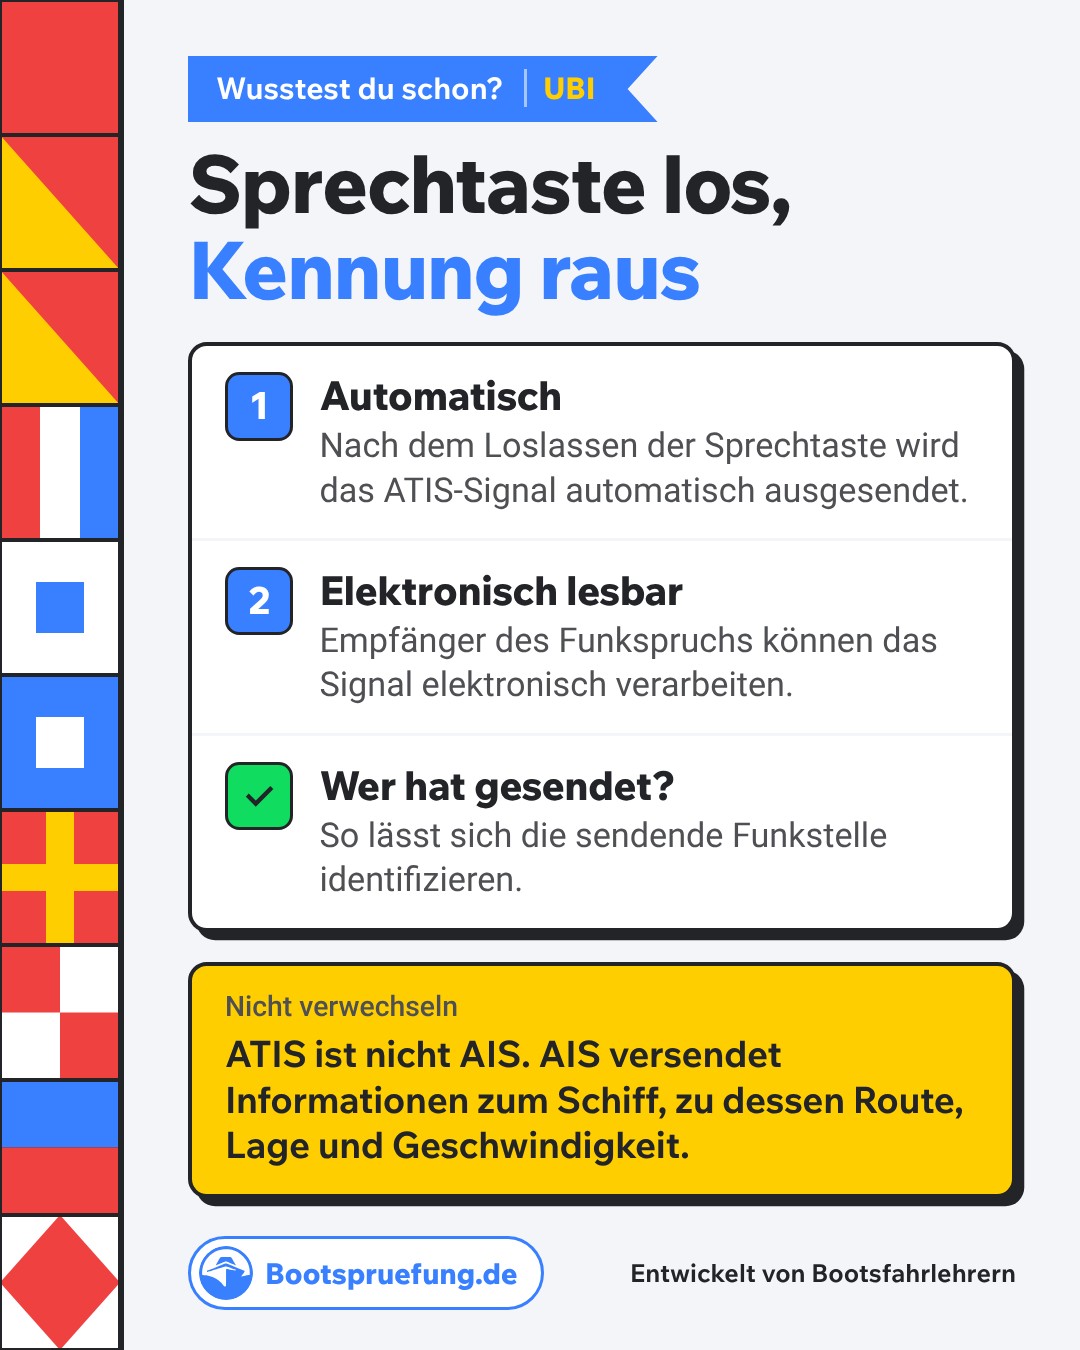 Wusstest du schon? | UBI
Sprechtaste los,
Kennung raus
1 Automatisch
Nach dem Loslassen der Sprechtaste wird
das ATIS-Signal automatisch ausgesendet.
2 Elektronisch lesbar
Empfänger des Funkspruchs können das
Signal elektronisch verarbeiten.
Wer hat gesendet?
So lässt sich die sendende Funkstelle
identifizieren.
Nicht verwechseln
ATIS ist nicht AIS. AIS versendet
Informationen zum Schiff, zu dessen Route,
Lage und Geschwindigkeit.
Bootspruefung.de
Entwickelt von Bootsfahrlehrern